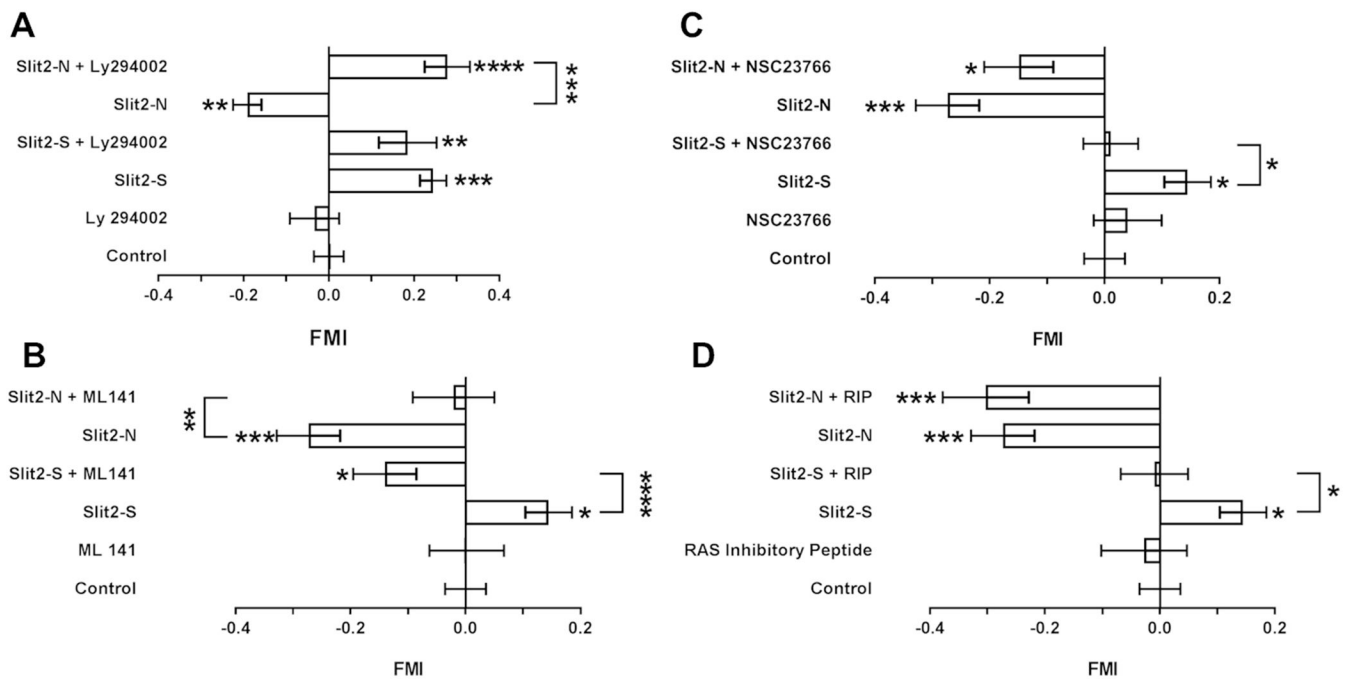 A
Slit2-N + Ly294002
****
***
Slit2-N
**
Slit2-S + Ly294002
**
Slit2-S
***
Ly 294002
Control
-0.4 -0.2 0.0 0.2 0.4
FMI
C
Slit2-N + NSC23766
*
Slit2-N
***
Slit2-S + NSC23766
*
Slit2-S
*
NSC23766
Control
-0.4 -0.2 0.0 0.2
FMI
B
Slit2-N + ML141
**
Slit2-N
***
Slit2-S + ML141
*
****
Slit2-S
*
ML 141
Control
-0.4 -0.2 0.0 0.2
FMI
D
Slit2-N + RIP
***
Slit2-N
***
Slit2-S + RIP
*
Slit2-S
*
RAS Inhibitory Peptide
Control
-0.4 -0.2 0.0 0.2
FMI